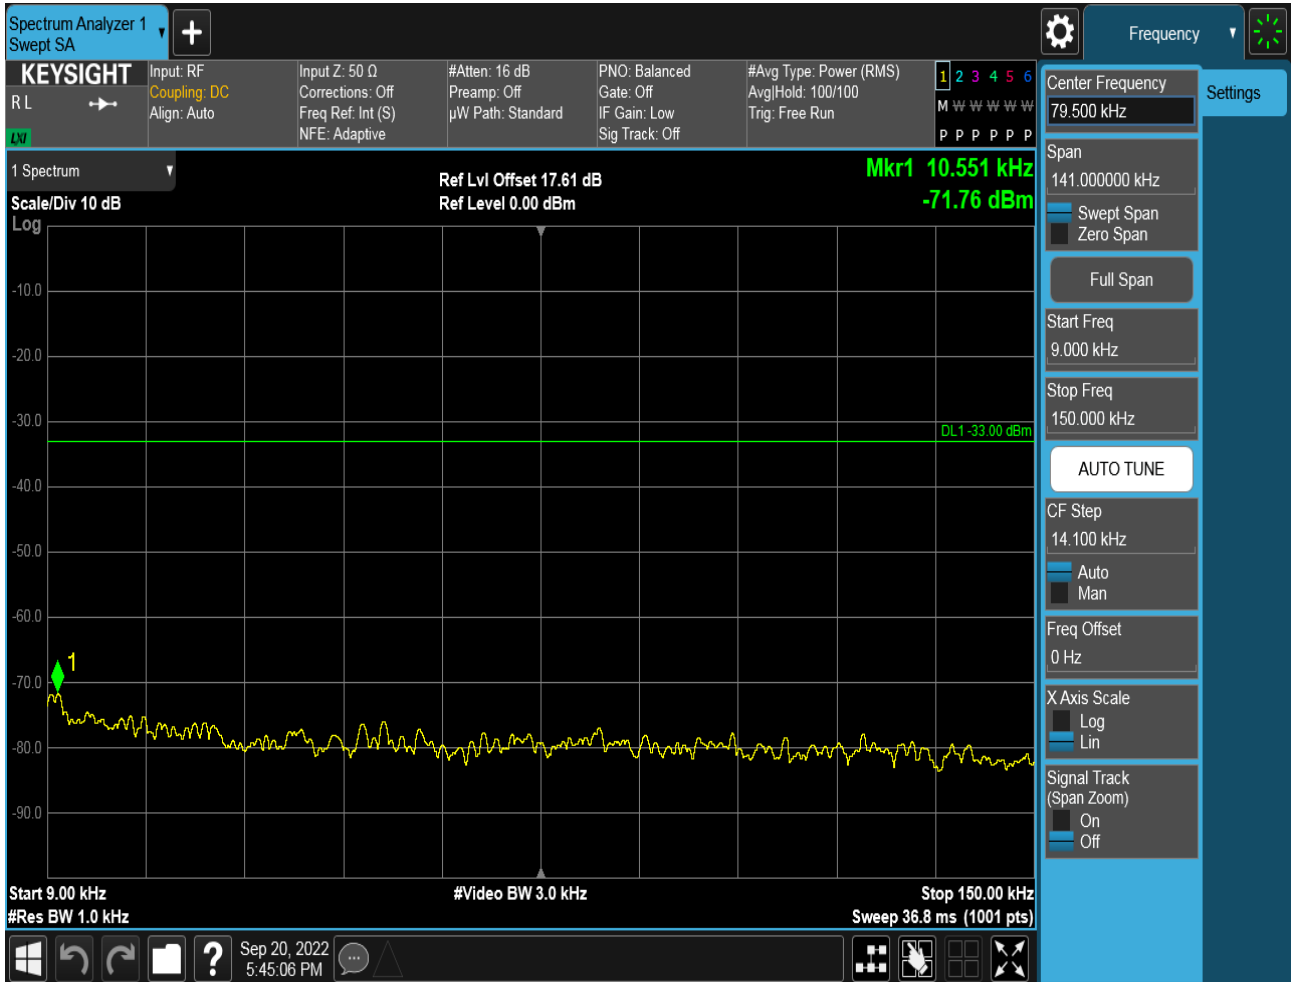 Spectrum Analyzer 1
Swept SA
+
Frequency
KEYSIGHT
R L
LXI
Input: RF
Coupling: DC
Align: Auto
Input Z: 50 Ω
Corrections: Off
Freq Ref: Int (S)
NFE: Adaptive
#Atten: 16 dB
Preamp: Off
µW Path: Standard
PNO: Balanced
Gate: Off
IF Gain: Low
Sig Track: Off
#Avg Type: Power (RMS)
Avg|Hold: 100/100
Trig: Free Run
1 2 3 4 5 6
M W W W W W
P P P P P P
1 Spectrum
Scale/Div 10 dB
Log
Ref Lvl Offset 17.61 dB
Ref Level 0.00 dBm
Mkr1 10.551 kHz
-71.76 dBm
-10.0
-20.0
-30.0
DL1 -33.00 dBm
-40.0
-50.0
-60.0
1
-70.0
-80.0
-90.0
Start 9.00 kHz
#Video BW 3.0 kHz
Stop 150.00 kHz
#Res BW 1.0 kHz
Sweep 36.8 ms (1001 pts)
?
Sep 20, 2022
5:45:06 PM
Center Frequency
79.500 kHz
Settings
Span
141.000000 kHz
Swept Span
Zero Span
Full Span
Start Freq
9.000 kHz
Stop Freq
150.000 kHz
AUTO TUNE
CF Step
14.100 kHz
Auto
Man
Freq Offset
0 Hz
X Axis Scale
Log
Lin
Signal Track
(Span Zoom)
On
Off